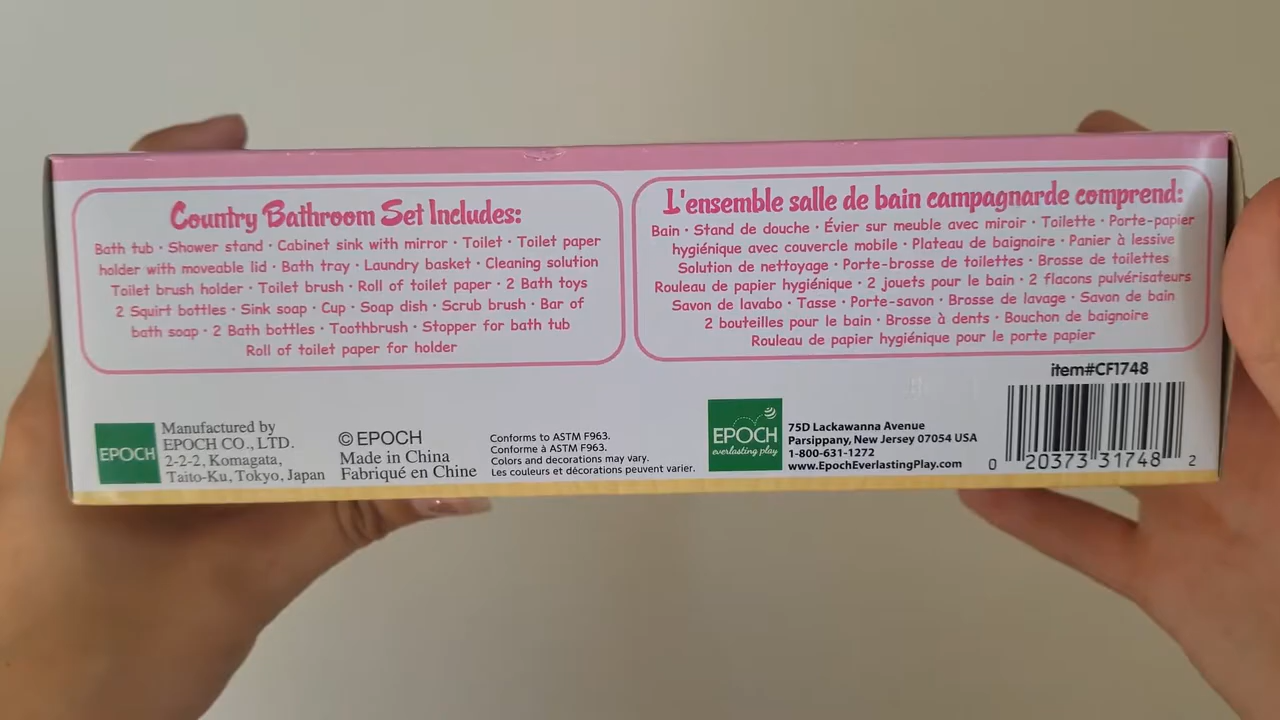 Country Bathroom Set Includes:
Bath tub · Shower stand · Cabinet sink with mirror · Toilet · Toilet paper
holder with moveable lid · Bath tray · Laundry basket · Cleaning solution
Toilet brush holder · Toilet brush · Roll of toilet paper · 2 Bath toys
2 Squirt bottles · Sink soap · Cup · Soap dish · Scrub brush · Bar of
bath soap · 2 Bath bottles · Toothbrush · Stopper for bath tub
Roll of toilet paper for holder
L'ensemble salle de bain campagnarde comprend:
Bain · Stand de douche · Évier sur meuble avec miroir · Toilette · Porte-papier
hygiénique avec couvercle mobile · Plateau de baignoire · Panier à lessive
Solution de nettoyage · Porte-brosse de toilettes · Brosse de toilettes
Rouleau de papier hygiénique · 2 jouets pour le bain · 2 flacons pulvérisateurs
Savon de lavabo · Tasse · Porte-savon · Brosse de lavage · Savon de bain
2 bouteilles pour le bain · Brosse à dents · Bouchon de baignoire
Rouleau de papier hygiénique pour le porte papier
EPOCH
Manufactured by
EPOCH CO., LTD.
2-2-2, Komagata,
Taito-Ku, Tokyo, Japan
© EPOCH
Made in China
Fabriqué en Chine
Conforms to ASTM F963.
Conforme à ASTM F963.
Colors and decorations may vary.
Les couleurs et décorations peuvent varier.
EPOCH
everlasting play
75D Lackawanna Avenue
Parsippany, New Jersey 07054 USA
1-800-631-1272
www.EpochEverlastingPlay.com
item#CF1748
0 20373 31748 2